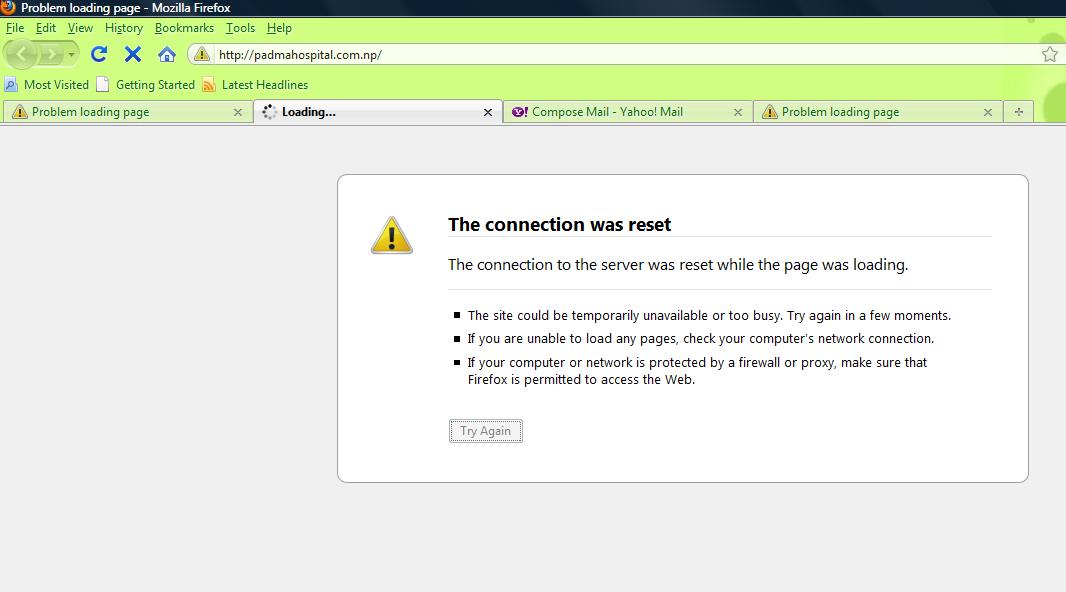 Problem loading page - Mozilla Firefox
File Edit View History Bookmarks Tools Help
http://padmahospital.com.np/
Most Visited Getting Started Latest Headlines
Problem loading page Loading... Y! Compose Mail - Yahoo! Mail Problem loading page
The connection was reset
The connection to the server was reset while the page was loading.
The site could be temporarily unavailable or too busy. Try again in a few moments.
If you are unable to load any pages, check your computer's network connection.
If your computer or network is protected by a firewall or proxy, make sure that
Firefox is permitted to access the Web.
Try Again